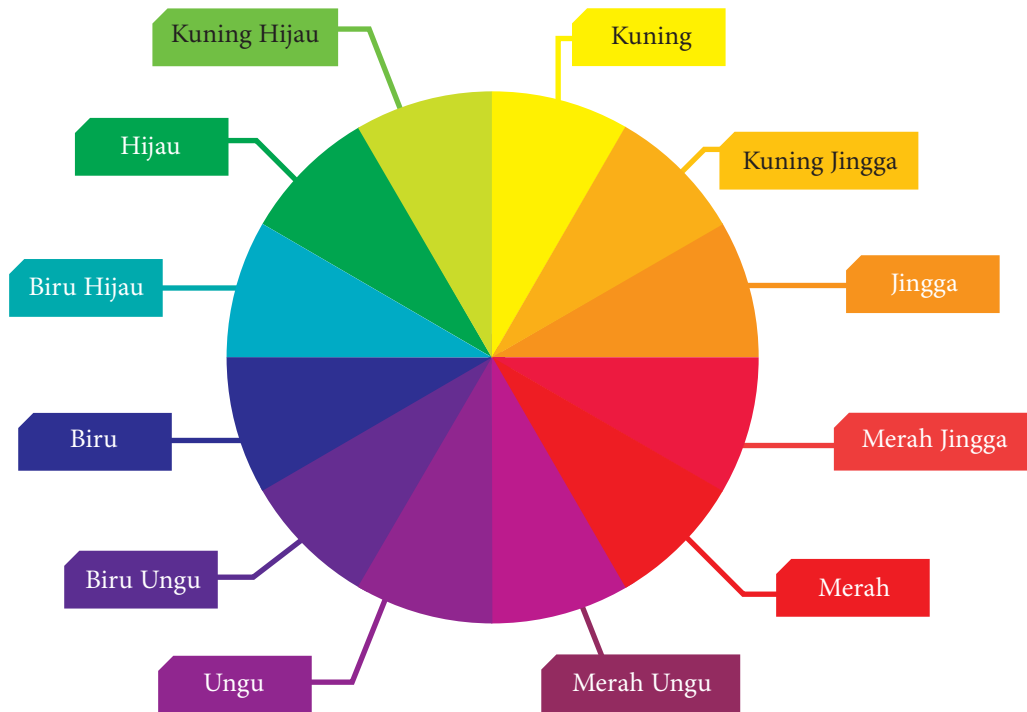 Kuning Hijau
Kuning
Hijau
Kuning Jingga
Biru Hijau
Jingga
Biru
Merah Jingga
Biru Ungu
Merah
Ungu
Merah Ungu